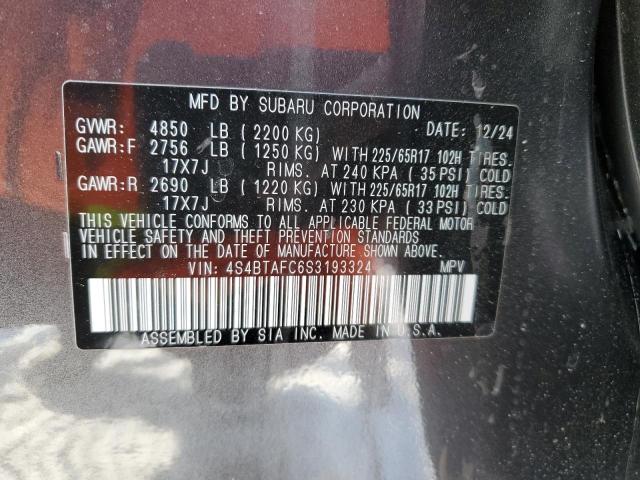 MFD BY SUBARU CORPORATION
GVWR: 4850 LB (2200 KG) DATE: 12/24
GAWR:F 2756 LB (1250 KG) WITH 225/65R17 102H TIRES.
17X7J RIMS. AT 240 KPA (35 PSI) COLD
GAWR:R 2690 LB (1220 KG) WITH 225/65R17 102H TIRES.
17X7J RIMS. AT 230 KPA (33 PSI) COLD
THIS VEHICLE CONFORMS TO ALL APPLICABLE FEDERAL MOTOR
VEHICLE SAFETY AND THEFT PREVENTION STANDARDS
IN EFFECT ON THE DATE OF MANUFACTURE SHOWN ABOVE.
VIN: 4S4BTAFC6S3193324 MPV
ASSEMBLED BY SIA INC. MADE IN U.S.A.